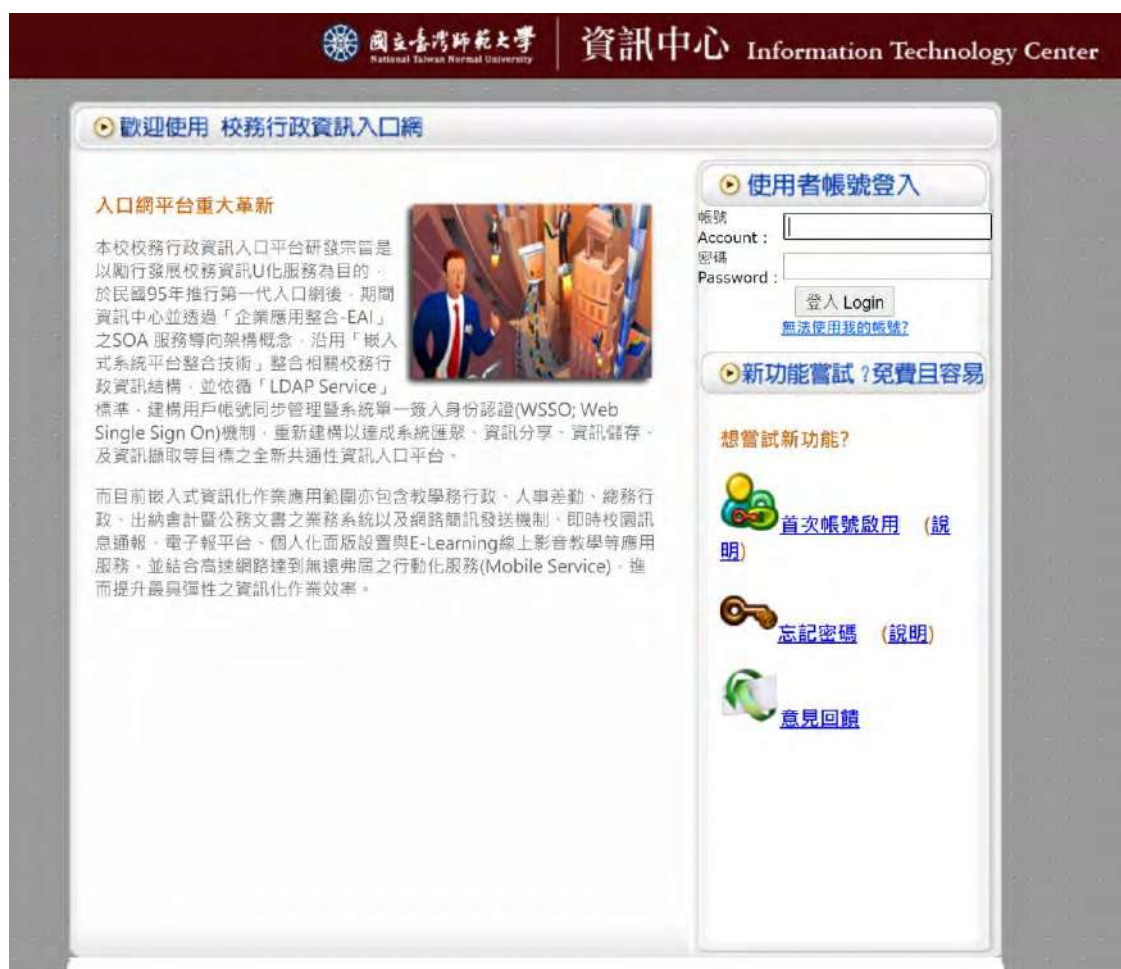 國立臺灣師範大學
National Taiwan Normal University
資訊中心 Information Technology Center
歡迎使用 校務行政資訊入口網
入口網平台重大革新
本校校務行政資訊入口平台研發宗旨是
以勵行發展校務資訊U化服務為目的，
於民國95年推行第一代入口網後，期間
資訊中心並透過「企業應用整合-EAI」
之SOA 服務導向架構概念，沿用「嵌入
式系統平台整合技術」整合相關校務行
政資訊結構，並依循「LDAP Service」
標準，建構用戶帳號同步管理暨系統單一簽入身份認證(WSSO; Web
Single Sign On)機制，重新建構以達成系統匯聚、資訊分享、資訊儲存、
及資訊擷取等目標之全新共通性資訊入口平台。
而目前嵌入式資訊化作業應用範圍亦包含教學務行政、人事差勤、總務行
政、出納會計暨公務文書之業務系統以及網路簡訊發送機制、即時校園訊
息通報、電子報平台、個人化面版設置與E-Learning線上影音教學等應用
服務，並結合高速網路達到無遠弗屆之行動化服務(Mobile Service)，進
而提升最具彈性之資訊化作業效率。
使用者帳號登入
帳號
Account :
密碼
Password :
登入 Login
無法使用我的帳號?
新功能嘗試?免費且容易
想嘗試新功能?
首次帳號啟用 (說
明)
忘記密碼 (說明)
意見回饋